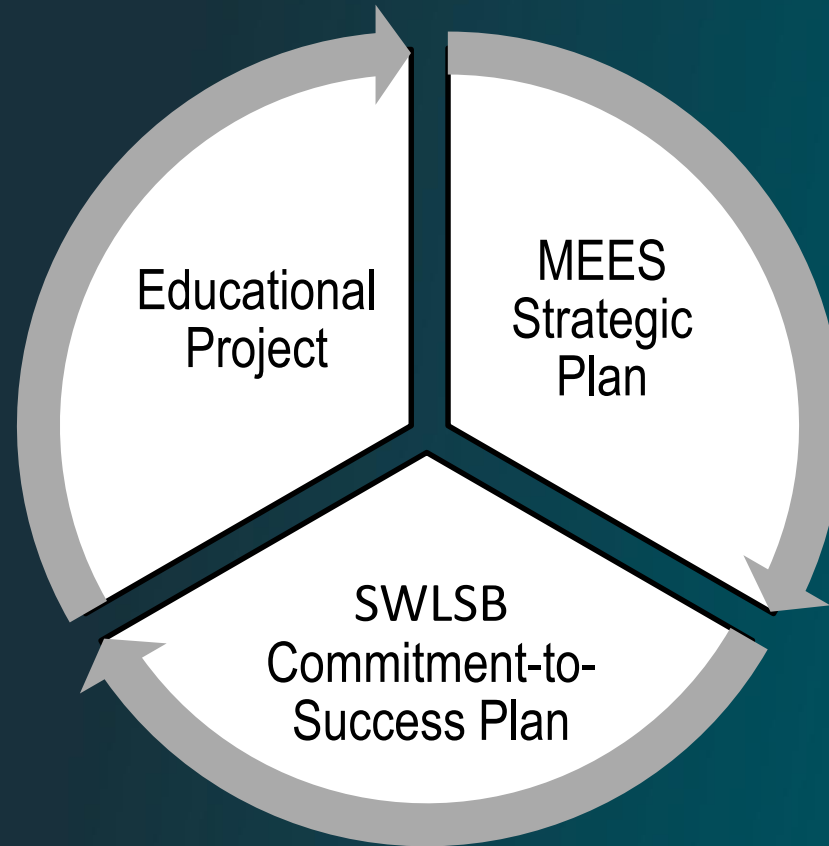 Educational
Project
MEES
Strategic
Plan
SWLSB
Commitment-to-
Success Plan